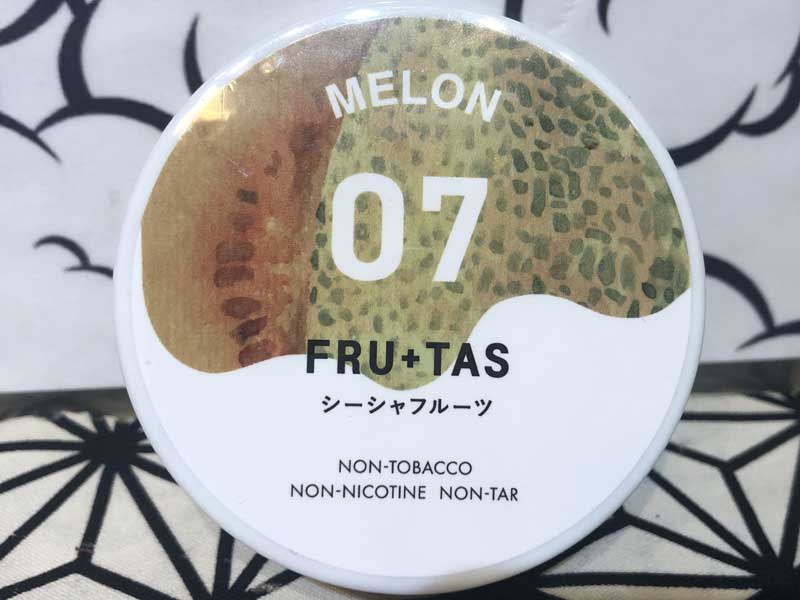 MELON
07
FRU+TAS
シーシャフルーツ
NON-TOBACCO
NON-NICOTINE NON-TAR